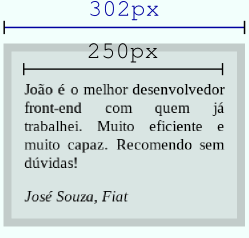 302px
250px
João é o melhor desenvolvedor
front-end com quem já
trabalhei. Muito eficiente e
muito capaz. Recomendo sem
dúvidas!
José Souza, Fiat